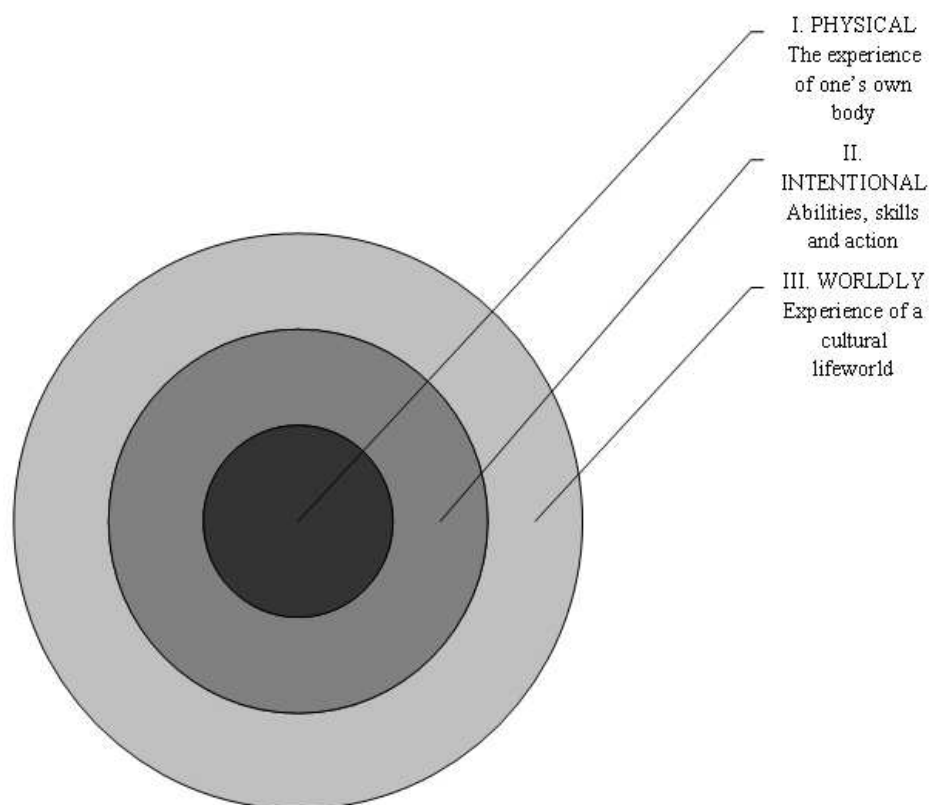 I. PHYSICAL
The experience
of one's own
body
II.
INTENTIONAL
Abilities, skills
and action
III. WORLDLY
Experience of a
cultural
lifeworld